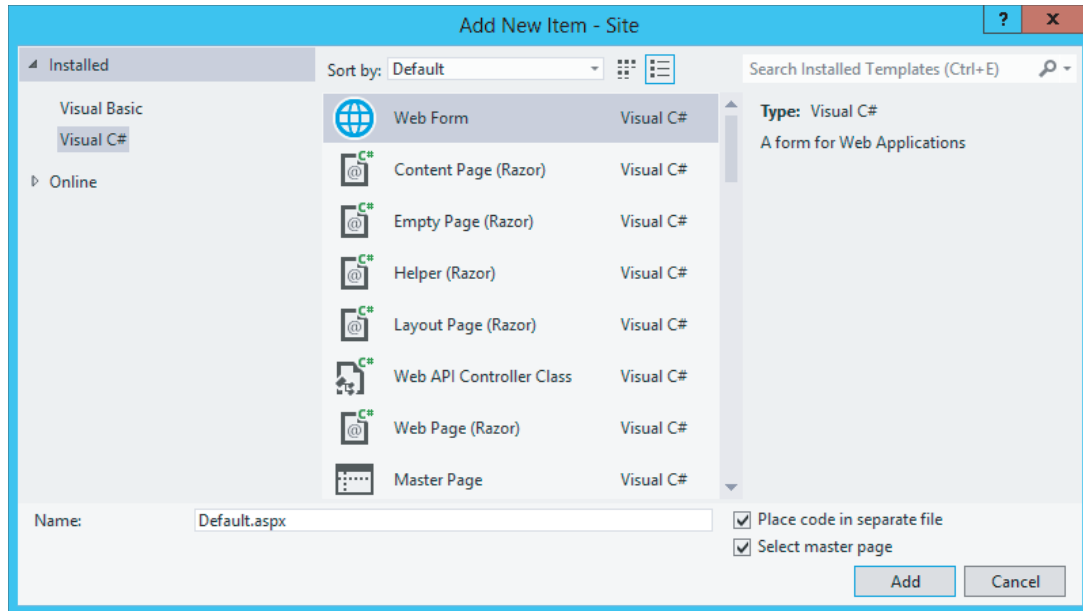 Add New Item - Site
? x
Installed
Visual Basic
Visual C#
Online
Sort by: Default
Search Installed Templates (Ctrl+E)
Web Form Visual C#
C# @ Content Page (Razor) Visual C#
C# @ Empty Page (Razor) Visual C#
C# @ Helper (Razor) Visual C#
C# @ Layout Page (Razor) Visual C#
C# Web API Controller Class Visual C#
C# @ Web Page (Razor) Visual C#
Master Page Visual C#
Type: Visual C#
A form for Web Applications
Name: Default.aspx
Place code in separate file
Select master page
Add Cancel